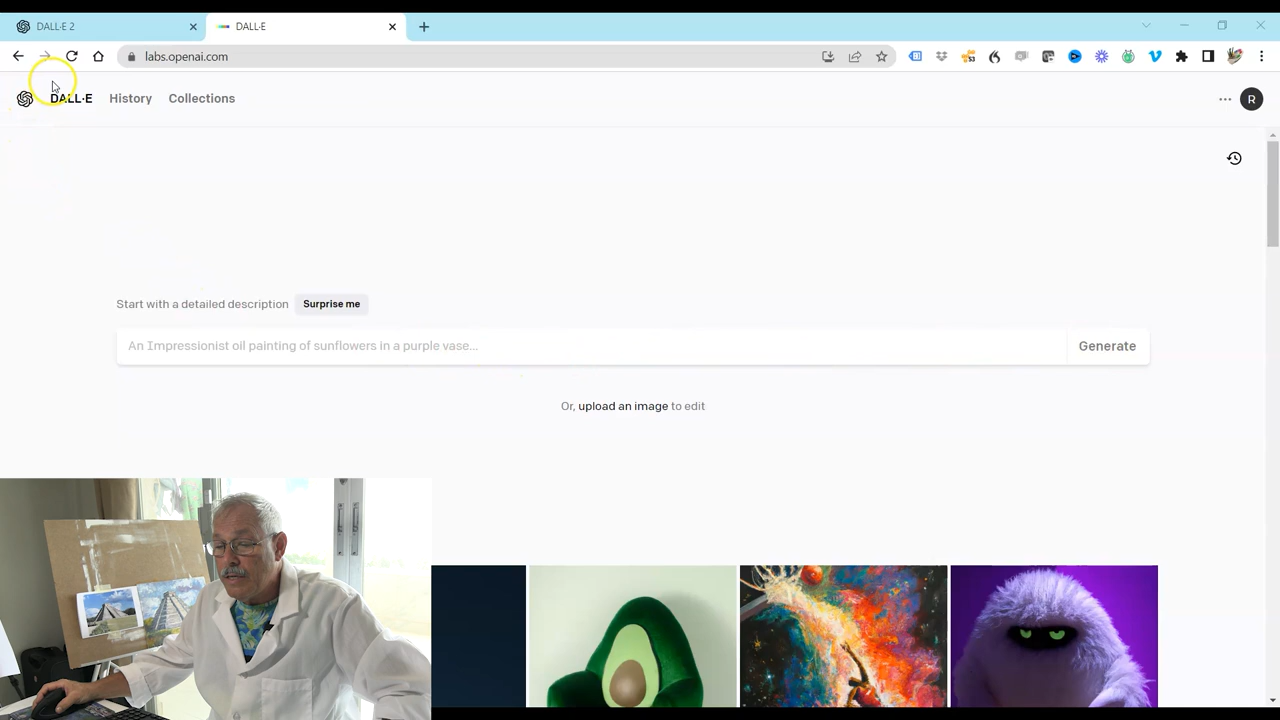 DALL·E 2
DALL·E
labs.openai.com
S3
DALL·E
History
Collections
R
Start with a detailed description
Surprise me
An Impressionist oil painting of sunflowers in a purple vase...
Generate
Or, upload an image to edit